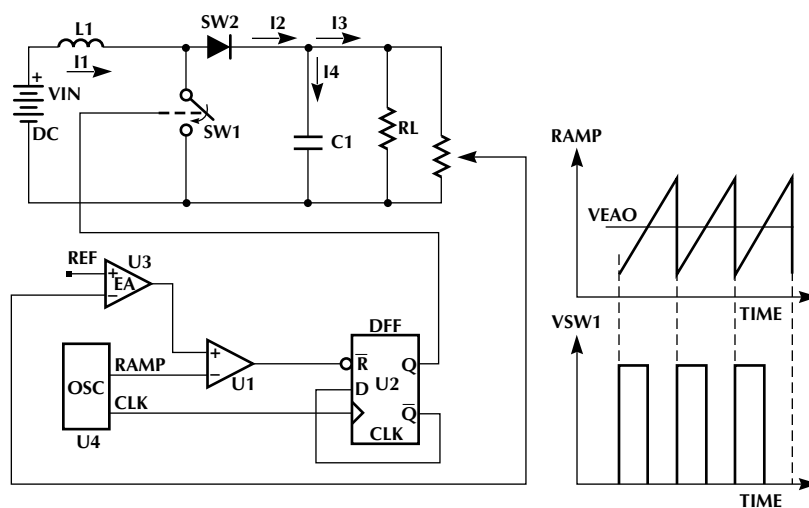 L1
SW2
I2
I3
I1
I4
+
VIN
DC
SW1
C1
RL
REF
U3
+
EA
–
RAMP
CLK
OSC
U4
+
–
U1
DFF
R
Q
U2
D
Q
CLK
RAMP
VEAO
TIME
VSW1
TIME